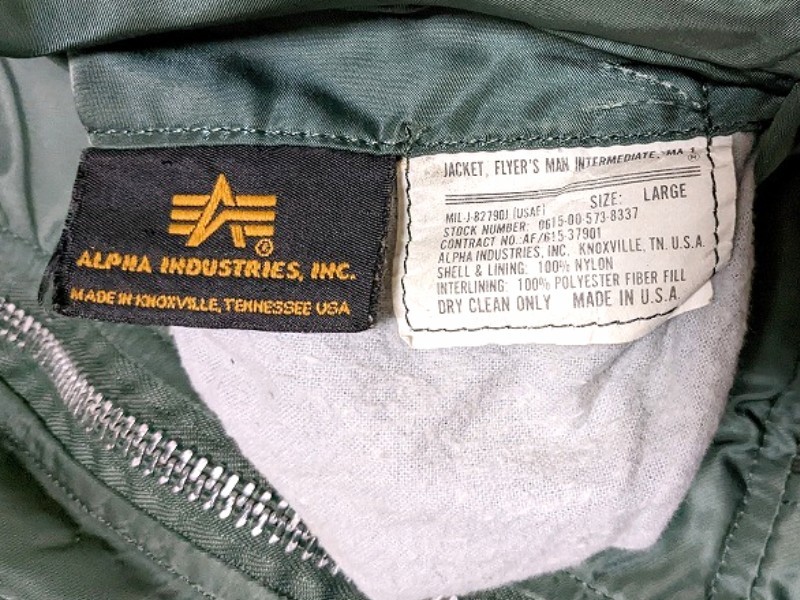 ALPHA INDUSTRIES, INC.
MADE IN KNOXVILLE, TENNESSEE USA
JACKET, FLYER'S MAN INTERMEDIATE, MA 1
SIZE: LARGE
MIL-J-82790J (USAF)
STOCK NUMBER: 0615-00-573-8337
CONTRACT NO.:AF/615-37901
ALPHA INDUSTRIES, INC. KNOXVILLE, TN. U.S.A.
SHELL & LINING: 100% NYLON
INTERLINING: 100% POLYESTER FIBER FILL
DRY CLEAN ONLY MADE IN U.S.A.